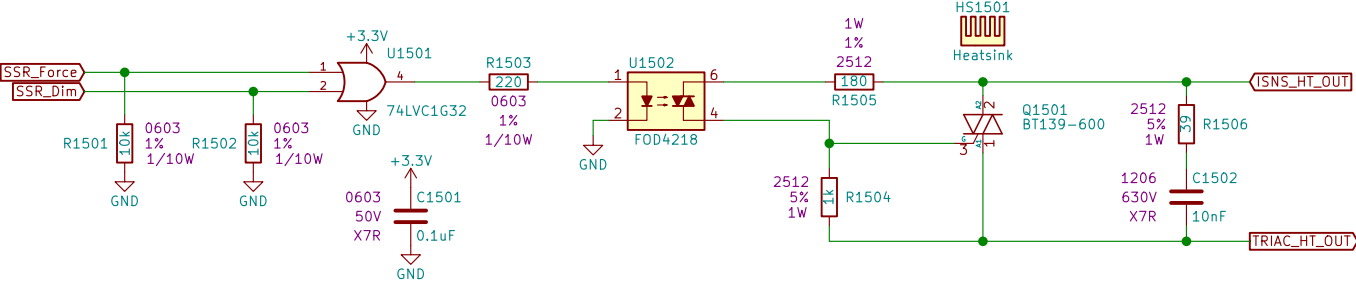 HS1501
Heatsink
+3.3V
U1501
SSR_Force
SSR_Dim
1
2
4
74LVC1G32
GND
R1501
10k
0603
1%
1/10W
GND
R1502
10k
0603
1%
1/10W
GND
+3.3V
0603
50V
X7R
C1501
0.1uF
GND
R1503
220
0603
1%
1/10W
U1502
1
2
6
4
FOD4218
GND
1W
1%
2512
180
R1505
2512
5%
1W
1k
R1504
Q1501
BT139-600
A2
2
G
3
A1
1
ISNS_HT_OUT
2512
5%
1W
39
R1506
1206
630V
X7R
C1502
10nF
TRIAC_HT_OUT